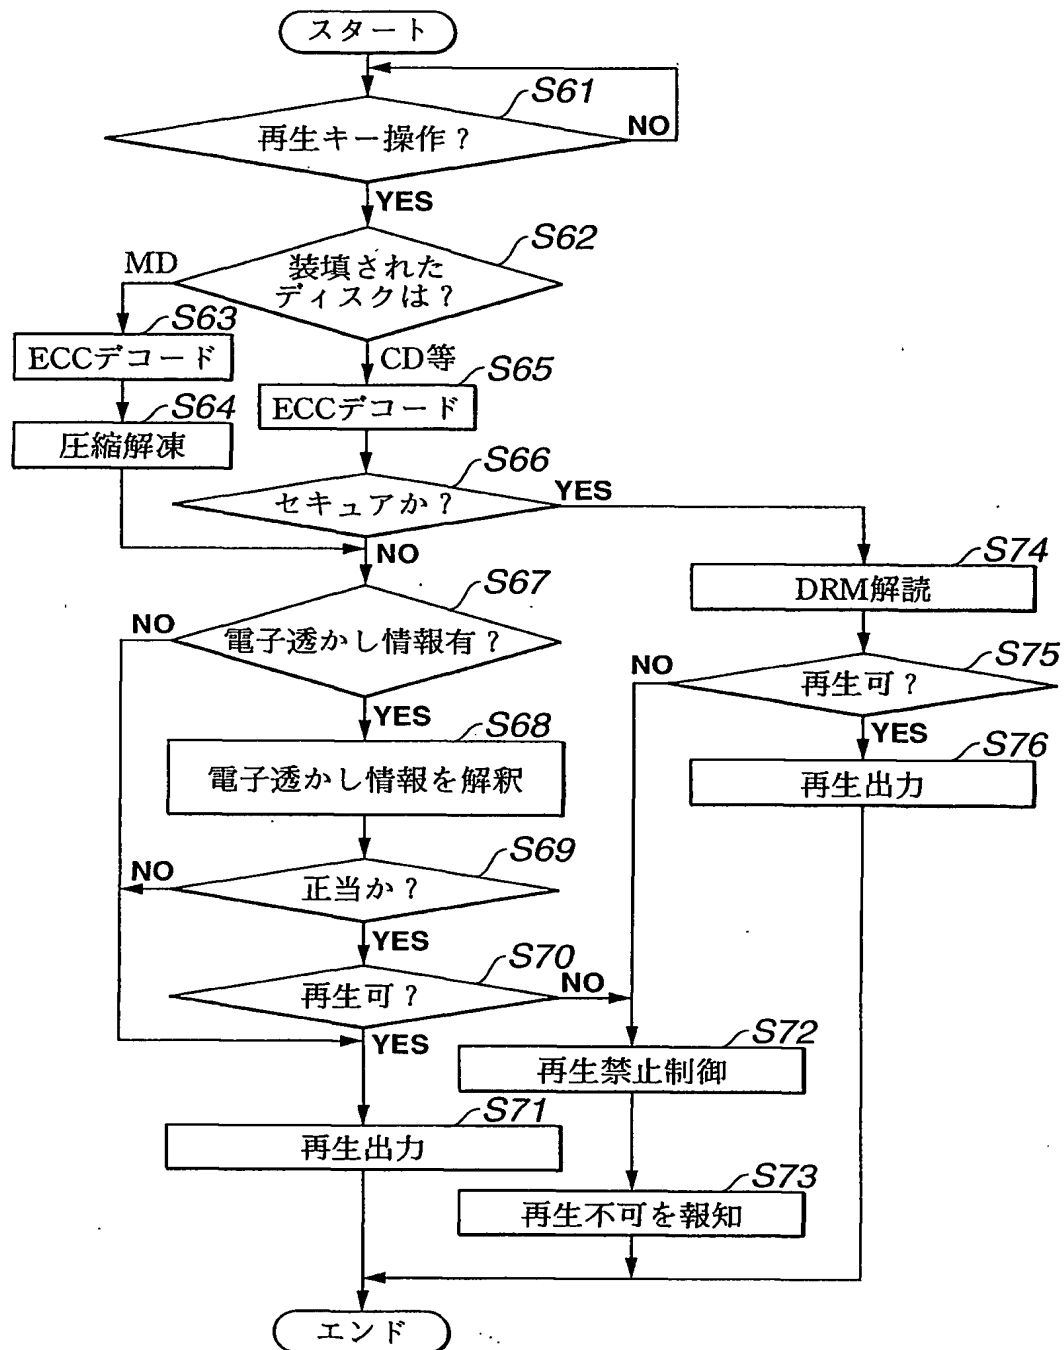 スタート
S61
再生キー操作？
NO
YES
S62
装填された
ディスクは？
MD
CD等
S63
ECCデコード
S64
圧縮解凍
S65
ECCデコード
S66
セキュアか？
YES
NO
S67
電子透かし情報有？
NO
YES
S68
電子透かし情報を解釈
S69
正当か？
NO
YES
S70
再生可？
NO
YES
S71
再生出力
S72
再生禁止制御
S73
再生不可を報知
S74
DRM解読
S75
再生可？
NO
YES
S76
再生出力
エンド